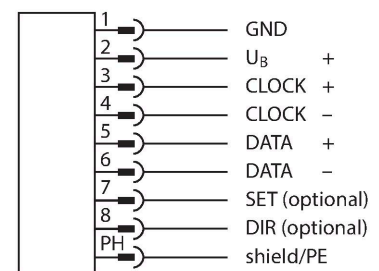 1 GND
2 U_B +
3 CLOCK +
4 CLOCK –
5 DATA +
6 DATA –
7 SET (optional)
8 DIR (optional)
PH shield/PE